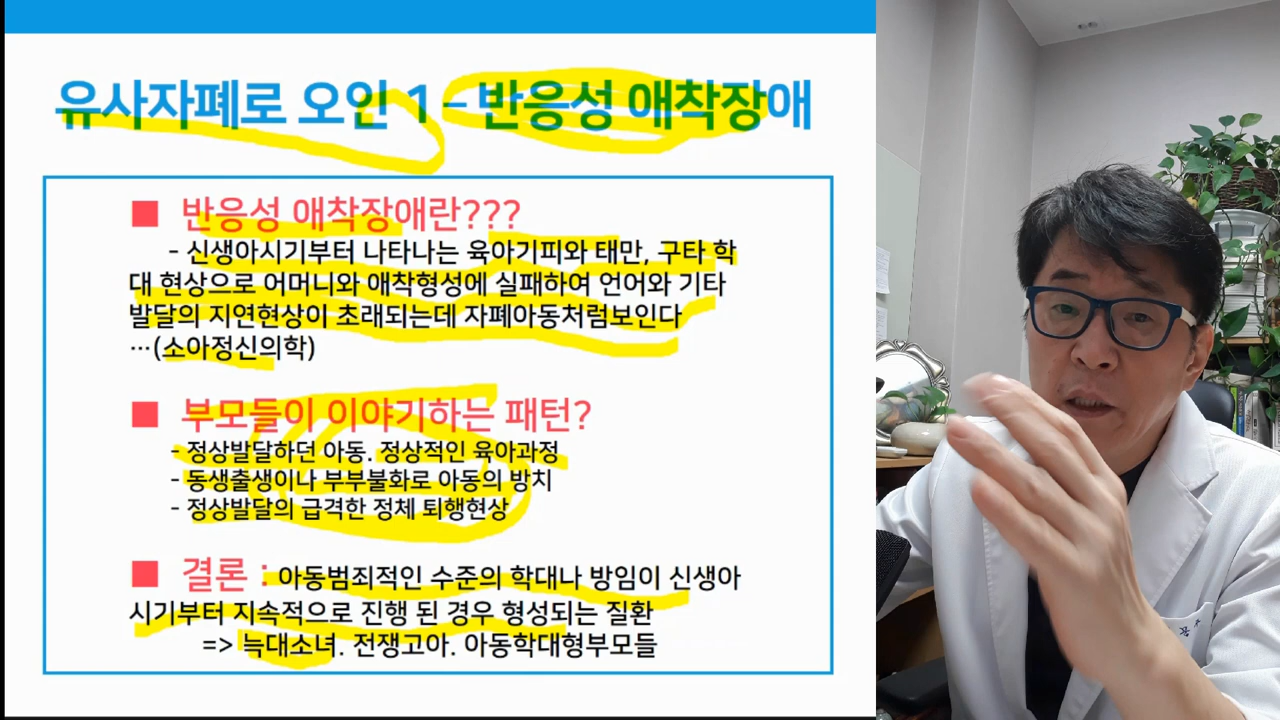 유사자폐로 오인 1 - 반응성 애착장애
■ 반응성 애착장애란???
- 신생아시기부터 나타나는 육아기피와 태만, 구타 학
대 현상으로 어머니와 애착형성에 실패하여 언어와 기타
발달의 지연현상이 초래되는데 자폐아동처럼보인다
…(소아정신의학)
■ 부모들이 이야기하는 패턴?
- 정상발달하던 아동. 정상적인 육아과정
- 동생출생이나 부부불화로 아동의 방치
- 정상발달의 급격한 정체 퇴행현상
■ 결론 : 아동범죄적인 수준의 학대나 방임이 신생아
시기부터 지속적으로 진행 된 경우 형성되는 질환
=> 늑대소녀. 전쟁고아. 아동학대형부모들